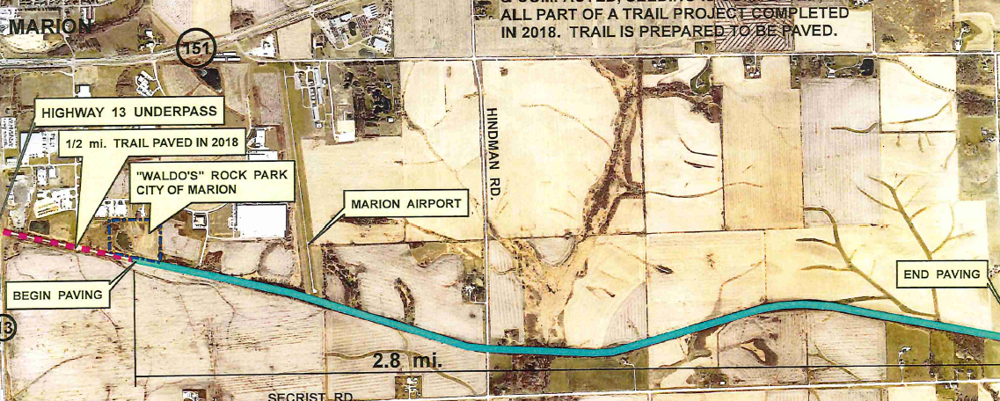 MARION
151
& COMPACTED, SEEDING
ALL PART OF A TRAIL PROJECT COMPLETED
IN 2018. TRAIL IS PREPARED TO BE PAVED.
HIGHWAY 13 UNDERPASS
1/2 mi. TRAIL PAVED IN 2018
"WALDO'S" ROCK PARK
CITY OF MARION
MARION AIRPORT
HINDMAN RD.
BEGIN PAVING
END PAVING
13
2.8 mi.
SECRIST RD